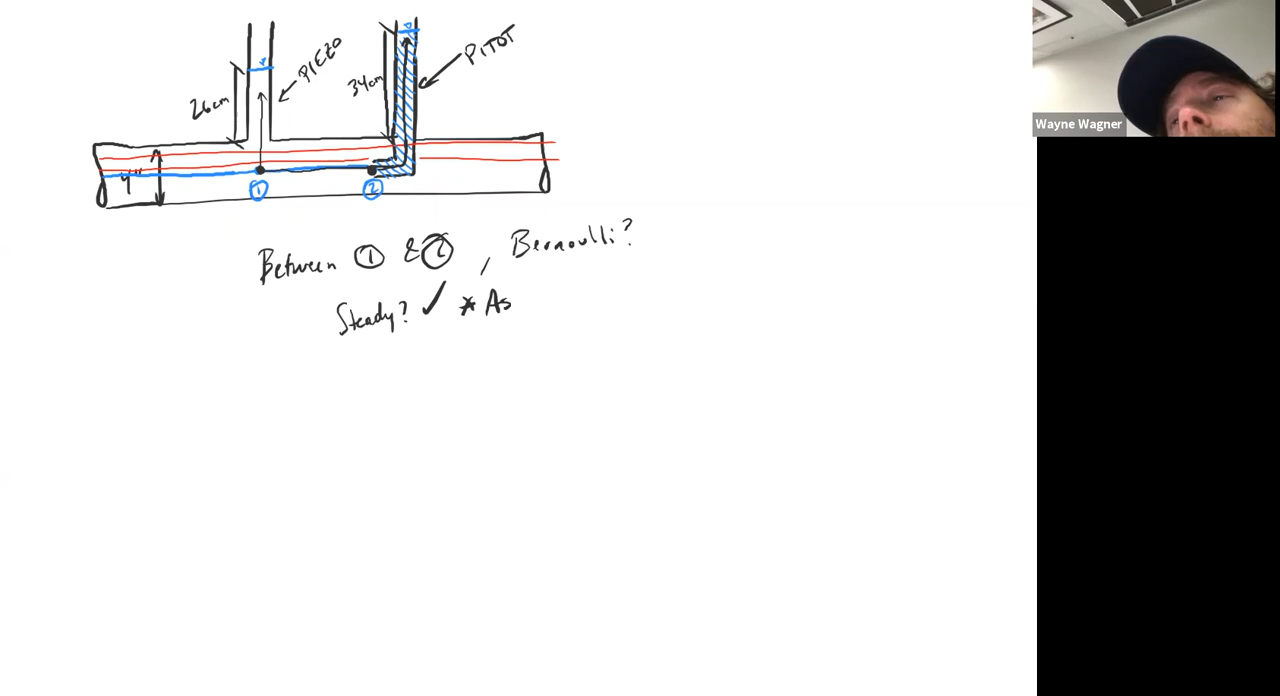 PIEZO
PITOT
26cm
34cm
4"
1
2
Between 1 & 2, Bernoulli?
Steady? ✓ * As
Wayne Wagner